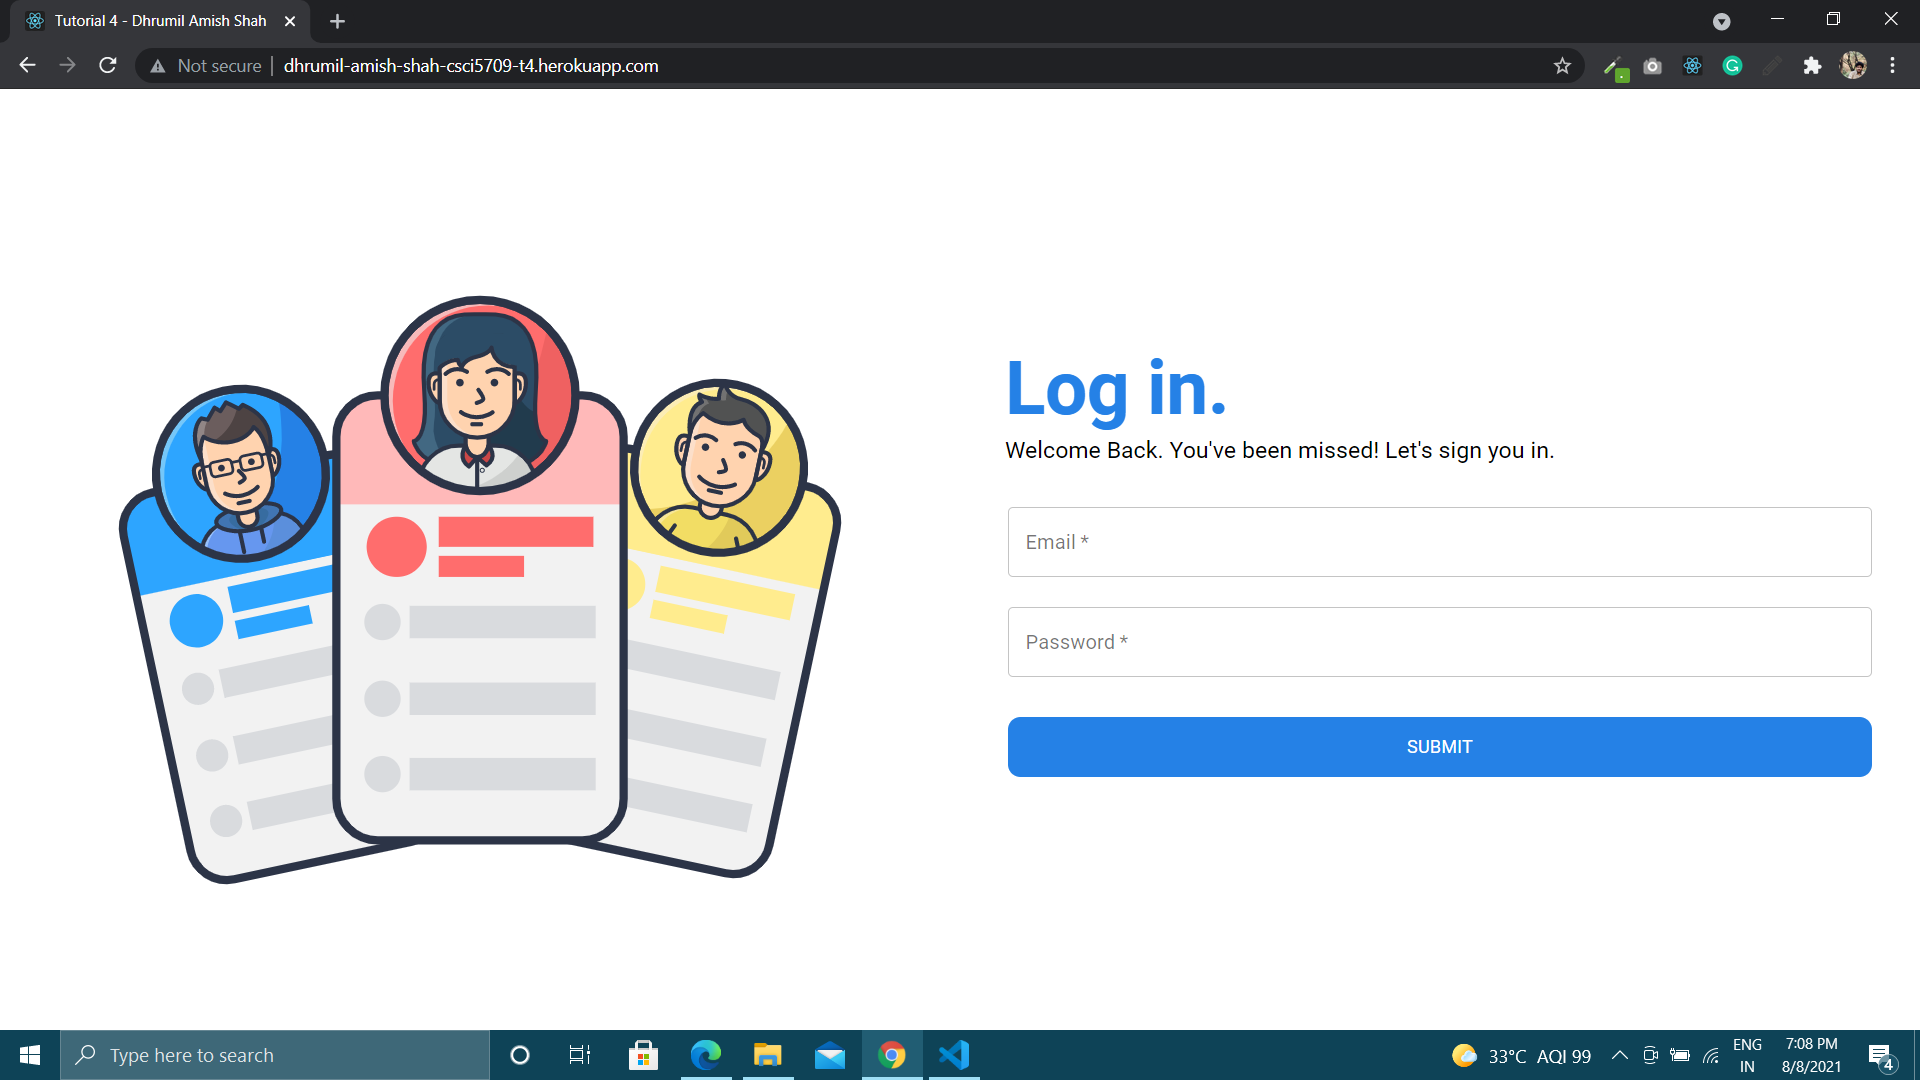 Tutorial 4 - Dhrumil Amish Shah
Not secure
dhrumil-amish-shah-csci5709-t4.herokuapp.com
Log in.
Welcome Back. You've been missed! Let's sign you in.
Email *
Password *
SUBMIT
Type here to search
33°C AQI 99
ENG
IN
7:08 PM
8/8/2021
4